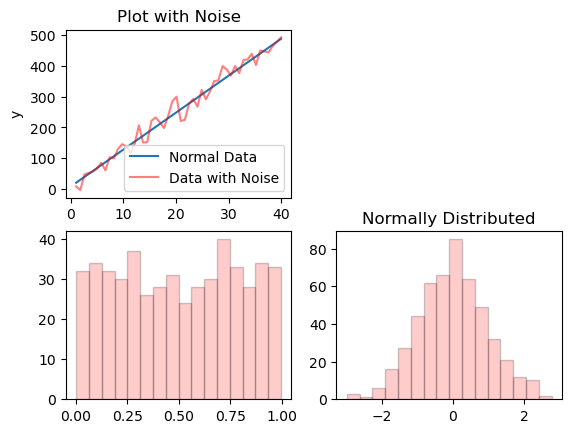 Plot with Noise
500
400
300
200
100
0
y
Normal Data
Data with Noise
0 10 20 30 40
40
30
20
10
0
0.00 0.25 0.50 0.75 1.00
Normally Distributed
80
60
40
20
0
−2 0 2